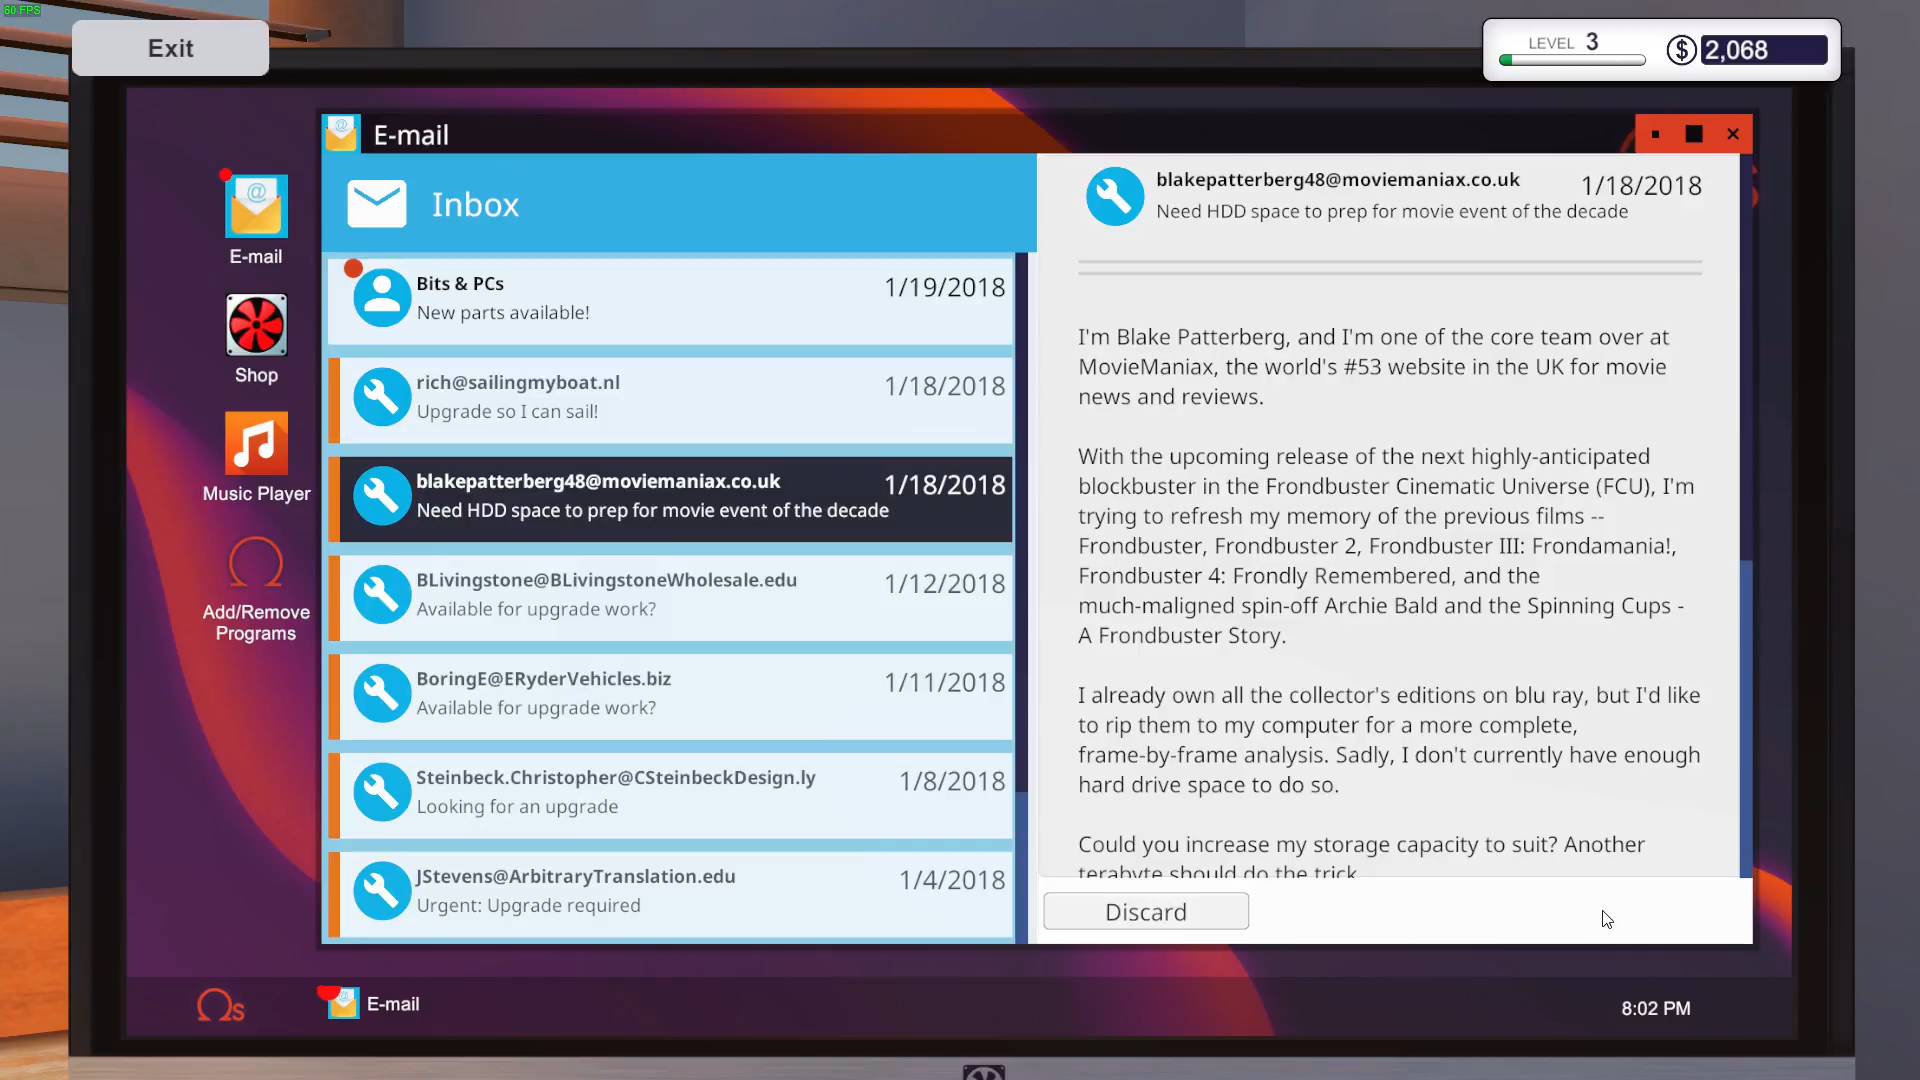 60 FPS
Exit
LEVEL 3
$ 2,068
E-mail
Inbox
blakepatterberg48@moviemaniax.co.uk
1/18/2018
Need HDD space to prep for movie event of the decade
E-mail
Shop
Music Player
Add/Remove
Programs
Bits & PCs
1/19/2018
New parts available!
rich@sailingmyboat.nl
1/18/2018
Upgrade so I can sail!
blakepatterberg48@moviemaniax.co.uk
1/18/2018
Need HDD space to prep for movie event of the decade
BLivingstone@BLivingstoneWholesale.edu
1/12/2018
Available for upgrade work?
BoringE@ERyderVehicles.biz
1/11/2018
Available for upgrade work?
Steinbeck.Christopher@CSteinbeckDesign.ly
1/8/2018
Looking for an upgrade
JStevens@ArbitraryTranslation.edu
1/4/2018
Urgent: Upgrade required
I'm Blake Patterberg, and I'm one of the core team over at
MovieManiax, the world's #53 website in the UK for movie
news and reviews.
With the upcoming release of the next highly-anticipated
blockbuster in the Frondbuster Cinematic Universe (FCU), I'm
trying to refresh my memory of the previous films --
Frondbuster, Frondbuster 2, Frondbuster III: Frondamania!,
Frondbuster 4: Frondly Remembered, and the
much-maligned spin-off Archie Bald and the Spinning Cups -
A Frondbuster Story.
I already own all the collector's editions on blu ray, but I'd like
to rip them to my computer for a more complete,
frame-by-frame analysis. Sadly, I don't currently have enough
hard drive space to do so.
Could you increase my storage capacity to suit? Another
terabyte should do the trick
Discard
Ωs
E-mail
8:02 PM